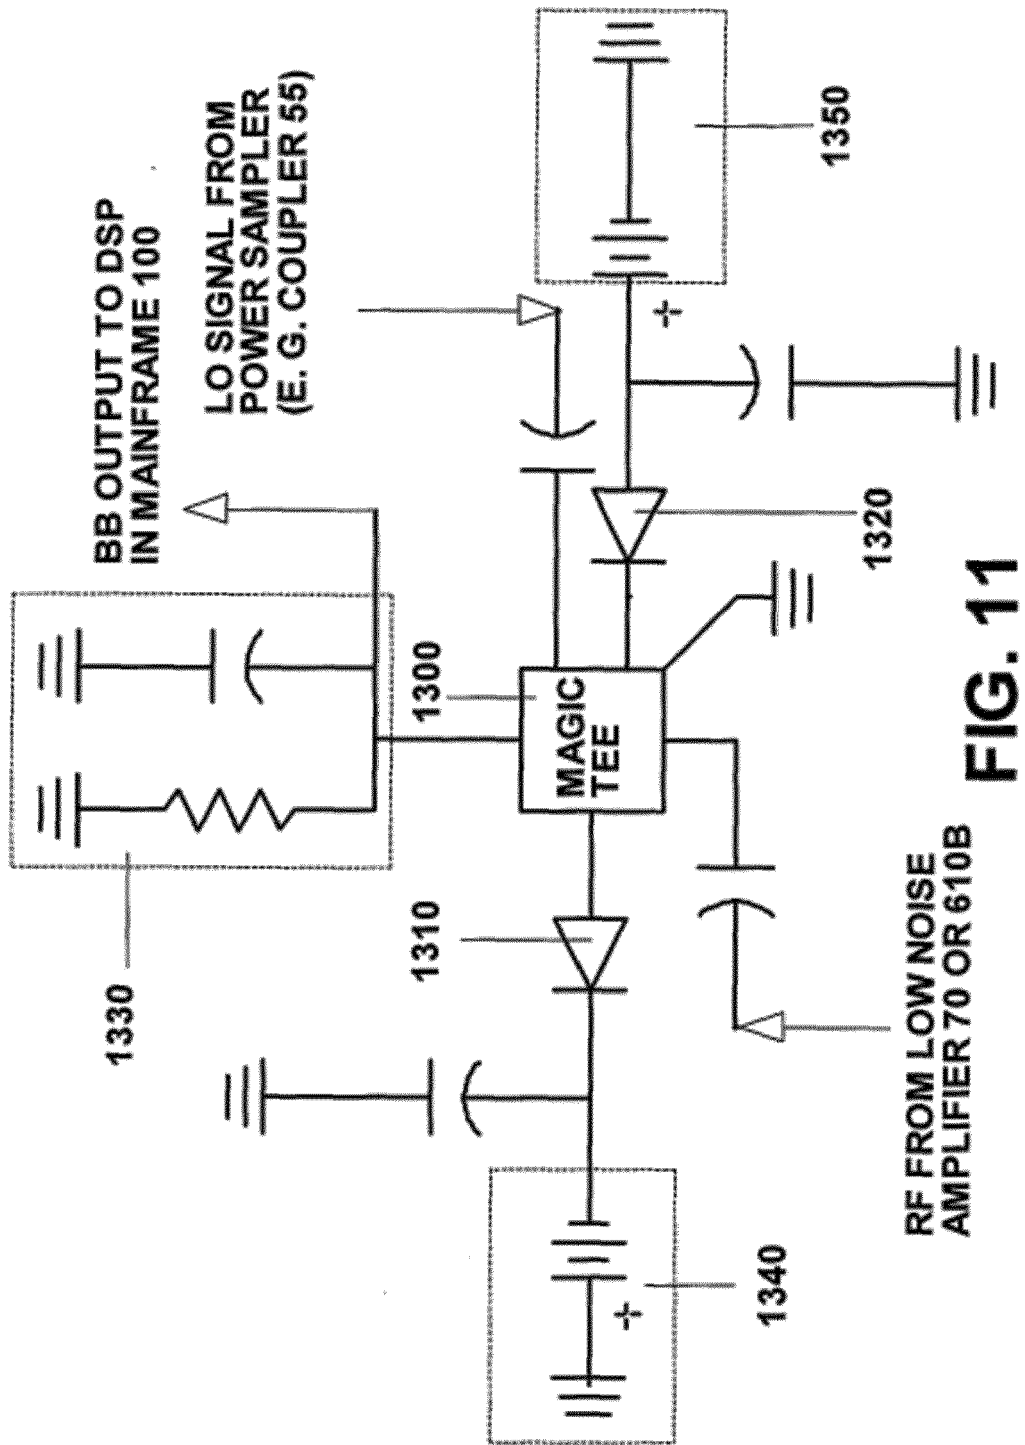 BB OUTPUT TO DSP
IN MAINFRAME 100
LO SIGNAL FROM
POWER SAMPLER
(E. G. COUPLER 55)
1330
1300
1310
MAGIC
TEE
+
1350
1320
+
1340
RF FROM LOW NOISE
AMPLIFIER 70 OR 610B
FIG. 11